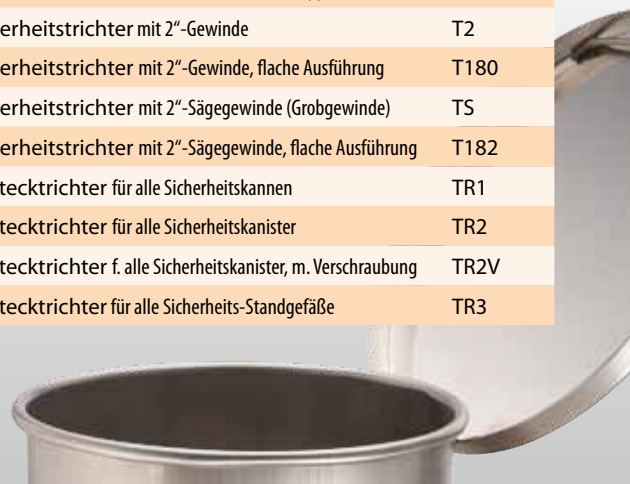 erheitstrichter mit 2“-Gewinde T2
erheitstrichter mit 2“-Gewinde, flache Ausführung T180
erheitstrichter mit 2“-Sägegewinde (Grobgewinde) TS
erheitstrichter mit 2“-Sägegewinde, flache Ausführung T182
tecktrichter für alle Sicherheitskannen TR1
tecktrichter für alle Sicherheitskanister TR2
tecktrichter f. alle Sicherheitskanister, m. Verschraubung TR2V
tecktrichter für alle Sicherheits-Standgefäße TR3